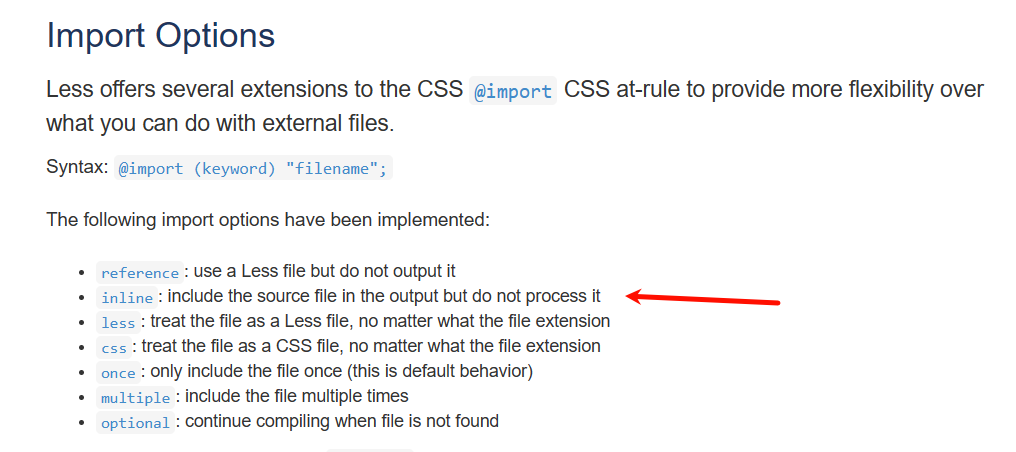 Import Options
Less offers several extensions to the CSS @import CSS at-rule to provide more flexibility over
what you can do with external files.
Syntax: @import (keyword) "filename";
The following import options have been implemented:
• reference : use a Less file but do not output it
• inline : include the source file in the output but do not process it
• less : treat the file as a Less file, no matter what the file extension
• css : treat the file as a CSS file, no matter what the file extension
• once : only include the file once (this is default behavior)
• multiple : include the file multiple times
• optional : continue compiling when file is not found